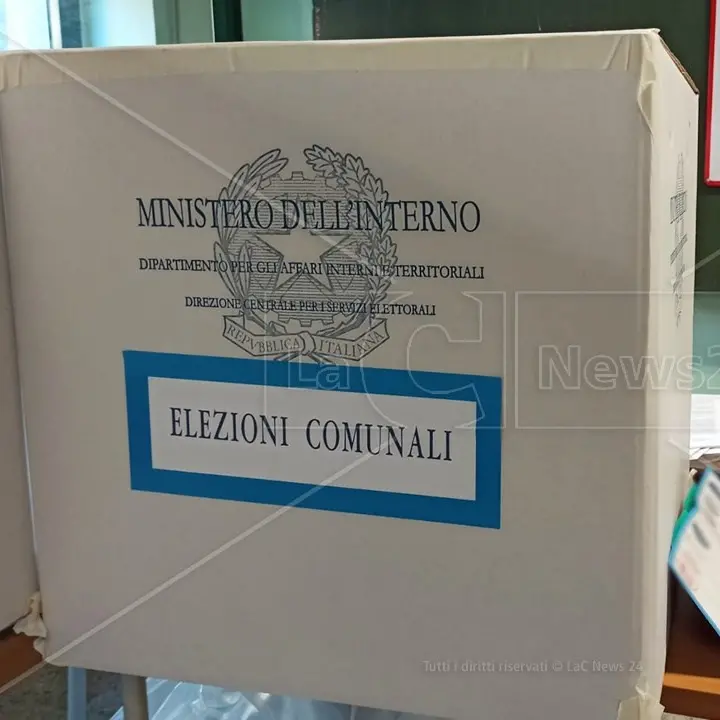 MINISTERO DELL'INTERNO
DIPARTIMENTO PER GLI AFFARI INTERNI E TERRITORIALI
DIREZIONE CENTRALE PER I SERVIZI ELETTORALI
REPVBBLICA ITALIANA
LaC News24
ELEZIONI COMUNALI
Tutti i diritti riservati © LaC News 24